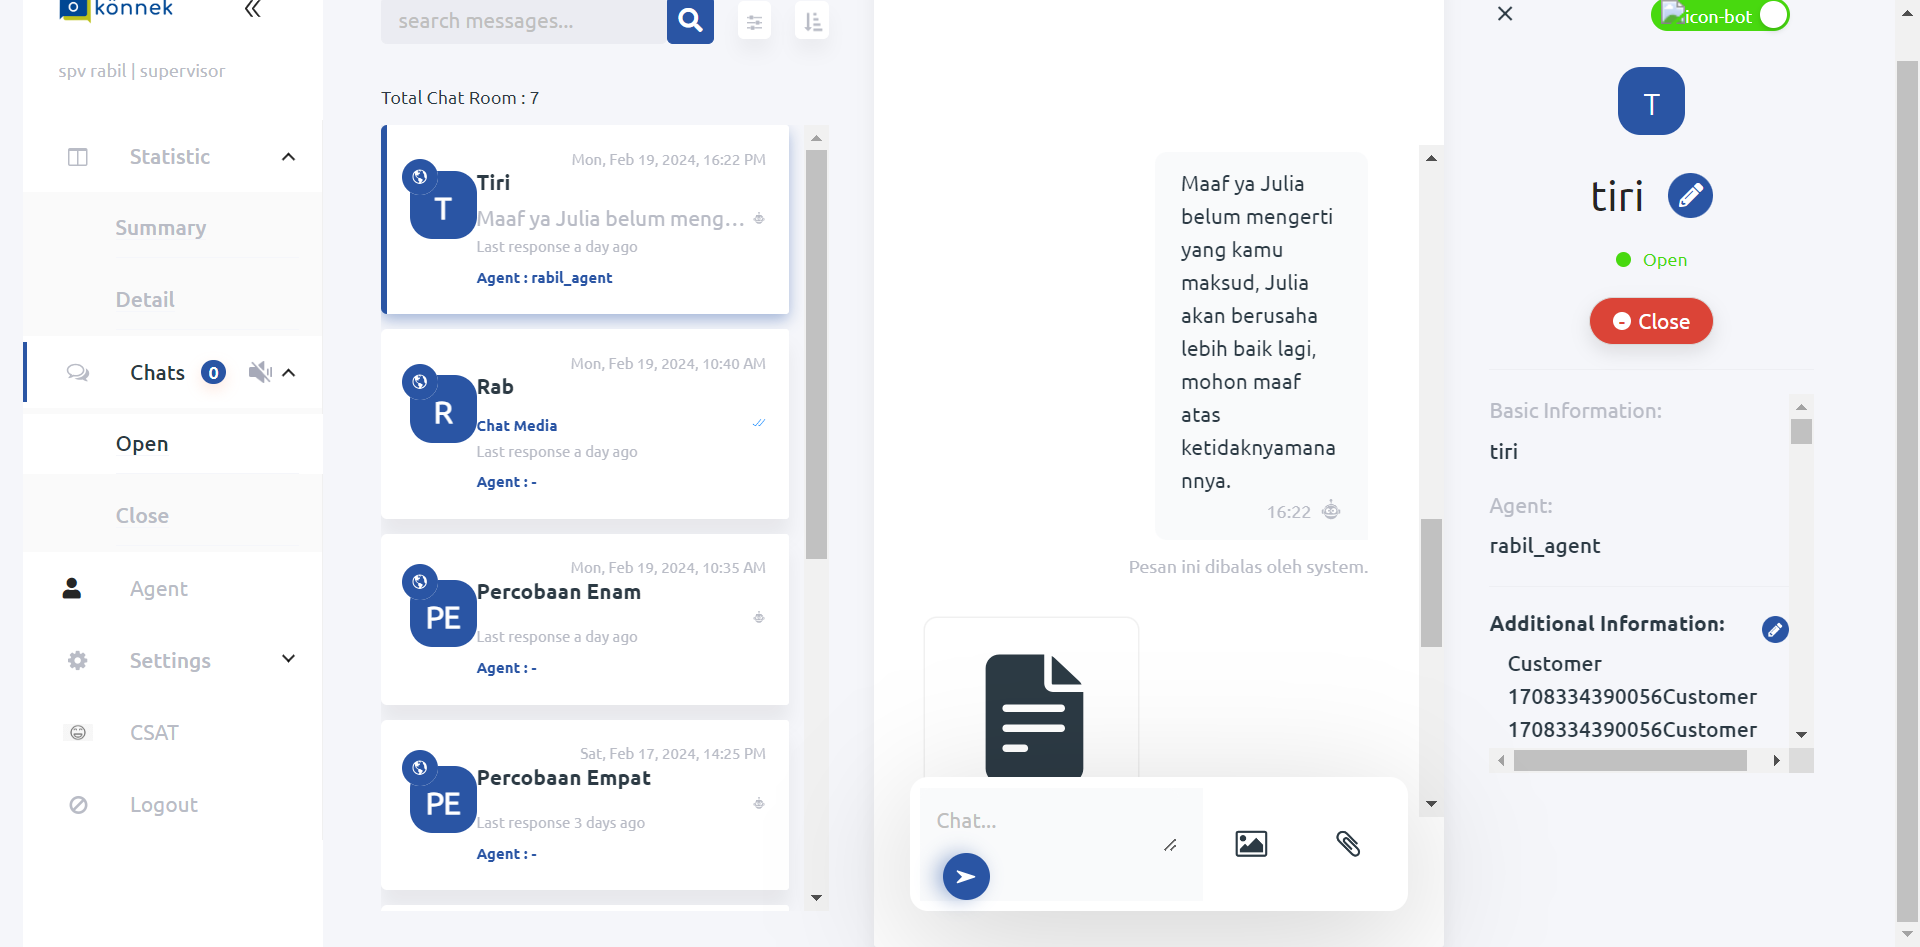 könnek
spv rabil | supervisor
Statistic
Summary
Detail
Chats 0
Open
Close
Agent
Settings
CSAT
Logout
search messages...
Total Chat Room : 7
Mon, Feb 19, 2024, 16:22 PM
T
Tiri
Maaf ya Julia belum meng...
Last response a day ago
Agent : rabil_agent
Mon, Feb 19, 2024, 10:40 AM
R
Rab
Chat Media
Last response a day ago
Agent : -
Mon, Feb 19, 2024, 10:35 AM
PE
Percobaan Enam
Last response a day ago
Agent : -
Sat, Feb 17, 2024, 14:25 PM
PE
Percobaan Empat
Last response 3 days ago
Agent : -
Maaf ya Julia
belum mengerti
yang kamu
maksud, Julia
akan berusaha
lebih baik lagi,
mohon maaf
atas
ketidaknyamana
nnya.
16:22
Pesan ini dibalas oleh system.
Chat...
icon-bot
T
tiri
Open
Close
Basic Information:
tiri
Agent:
rabil_agent
Additional Information:
Customer
1708334390056Customer
1708334390056Customer